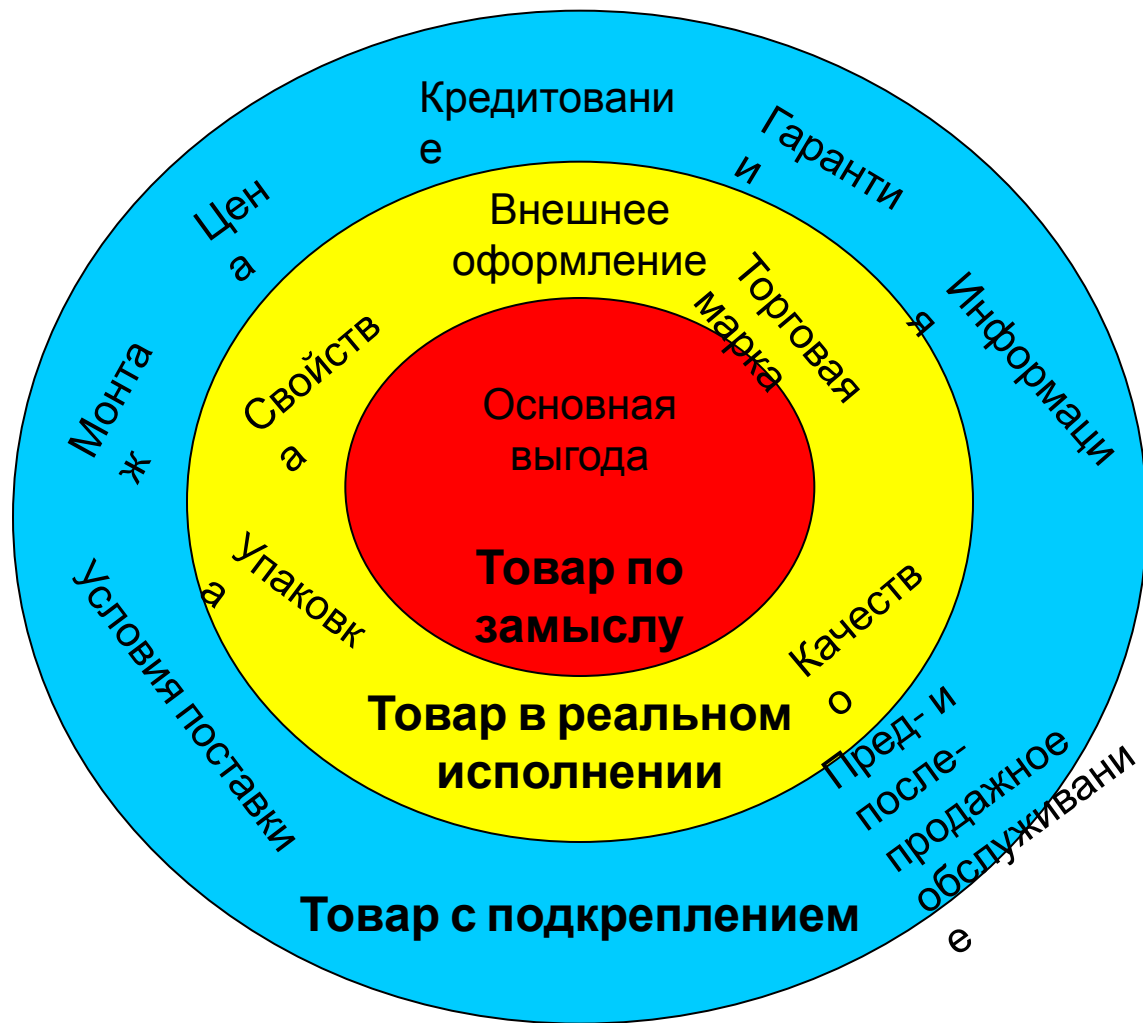 Кредитовани
е
Гаранти
и
Цен
а
Внешнее
оформление
Торговая
марка
Информаци
я
Свойств
а
Монта
ж
Основная
выгода
Упаковк
а
Товар по
замыслу
Качеств
о
Условия поставки
Товар в реальном
исполнении
Пред- и
после-
продажное
обслуживани
е
Товар с подкреплением